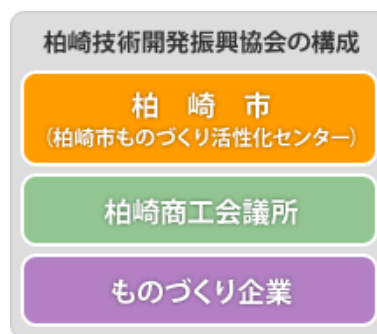 柏崎技術開発振興協会の構成
柏 崎 市
(柏崎市ものづくり活性化センター)
柏崎商工会議所
ものづくり企業